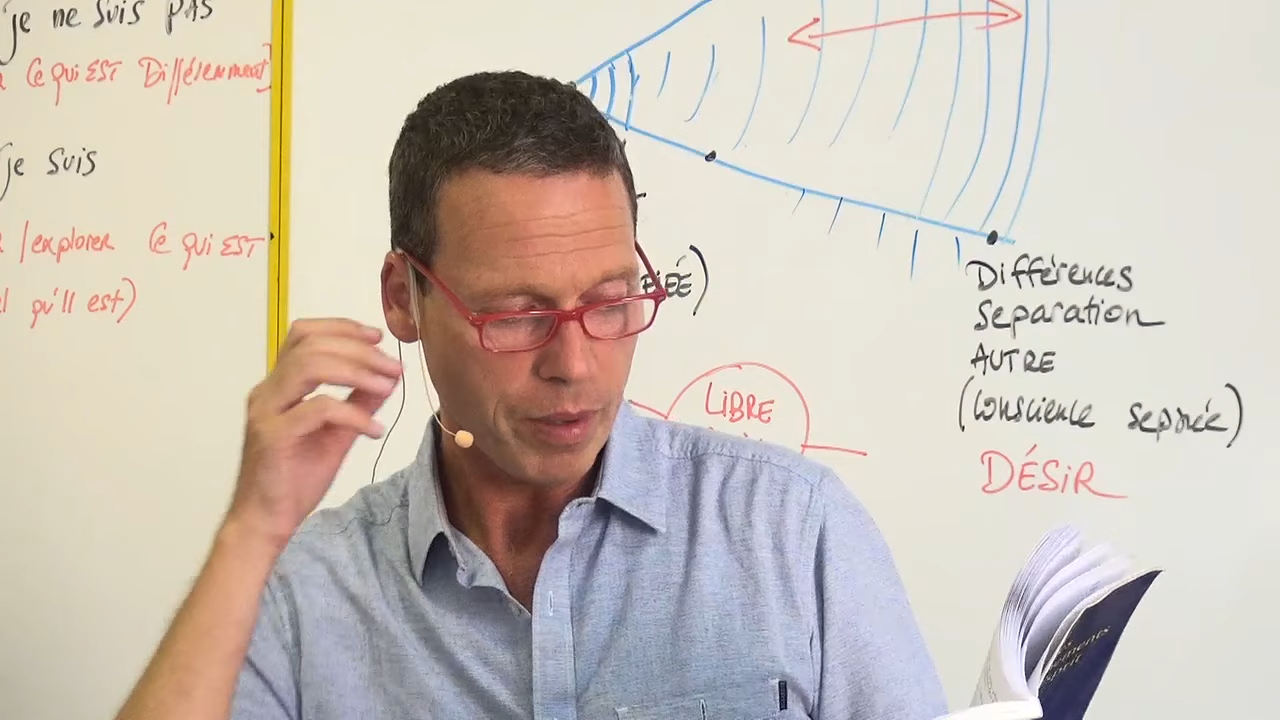 je ne suis pas
Ce qui EST Différemment]
je suis
/explorer Ce qui EST
qu'il est)
LIBRE
Différences
Separation
AUTRE
(Conscience separée)
DÉSIR